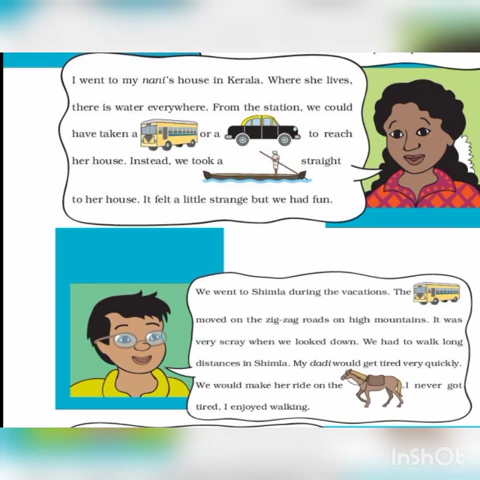 I went to my nani's house in Kerala. Where she lives,
there is water everywhere. From the station, we could
have taken a or a to reach
her house. Instead, we took a straight
to her house. It felt a little strange but we had fun.
We went to Shimla during the vacations. The
moved on the zig-zag roads on high mountains. It was
very scray when we looked down. We had to walk long
distances in Shimla. My dadi would get tired very quickly.
We would make her ride on the .I never got
tired, I enjoyed walking.
InShOt